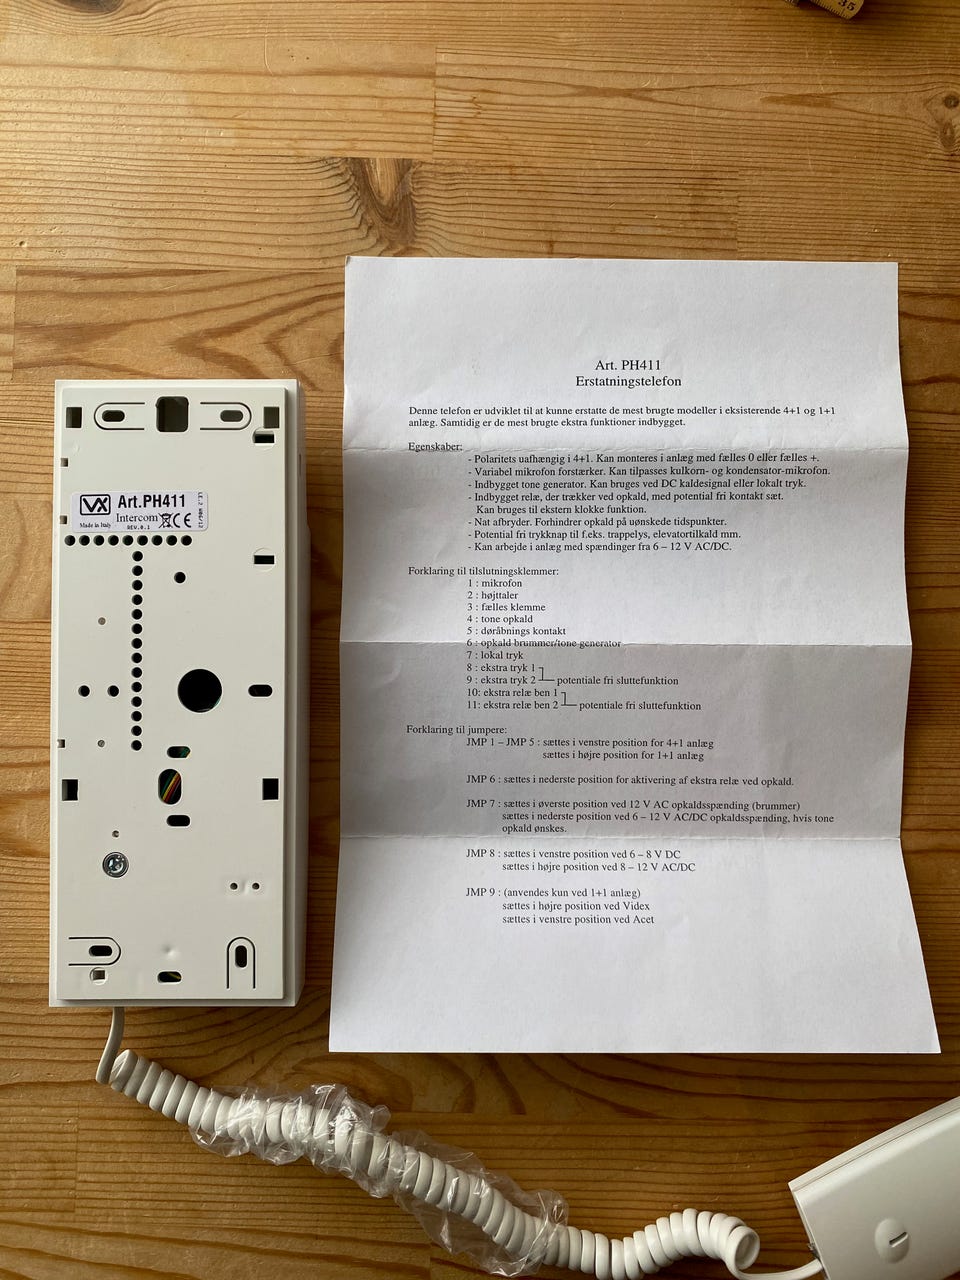 35
Art. PH411
Erstatningstelefon
Denne telefon er udviklet til at kunne erstatte de mest brugte modeller i eksisterende 4+1 og 1+1
anlæg. Samtidig er de mest brugte ekstra funktioner indbygget.
Egenskaber:
- Polaritets uafhængig i 4+1. Kan monteres i anlæg med fælles 0 eller fælles +.
- Variabel mikrofon forstærker. Kan tilpasses kulkorn- og kondensator-mikrofon.
- Indbygget tone generator. Kan bruges ved DC kaldesignal eller lokalt tryk.
- Indbygget relæ, der trækker ved opkald, med potential fri kontakt sæt.
Kan bruges til ekstern klokke funktion.
- Nat afbryder. Forhindrer opkald på uønskede tidspunkter.
- Potential fri trykknap til f.eks. trappelys, elevatortilkald mm.
- Kan arbejde i anlæg med spændinger fra 6 – 12 V AC/DC.
Forklaring til tilslutningsklemmer:
1 : mikrofon
2 : højttaler
3 : fælles klemme
4 : tone opkald
5 : døråbnings kontakt
6 : opkald brummer/tone generator
7 : lokal tryk
8 : ekstra tryk 1
9 : ekstra tryk 2 potentiale fri sluttefunktion
10: ekstra relæ ben 1
11: ekstra relæ ben 2 potentiale fri sluttefunktion
Forklaring til jumpere:
JMP 1 – JMP 5 : sættes i venstre position for 4+1 anlæg
sættes i højre position for 1+1 anlæg
JMP 6 : sættes i nederste position for aktivering af ekstra relæ ved opkald.
JMP 7 : sættes i øverste position ved 12 V AC opkaldsspænding (brummer)
sættes i nederste position ved 6 – 12 V AC/DC opkaldsspænding, hvis tone
opkald ønskes.
JMP 8 : sættes i venstre position ved 6 – 8 V DC
sættes i højre position ved 8 – 12 V AC/DC
JMP 9 : (anvendes kun ved 1+1 anlæg)
sættes i højre position ved Videx
sættes i venstre position ved Acet
VX Art.PH411
Made in Italy Intercom CE
REV.0.1